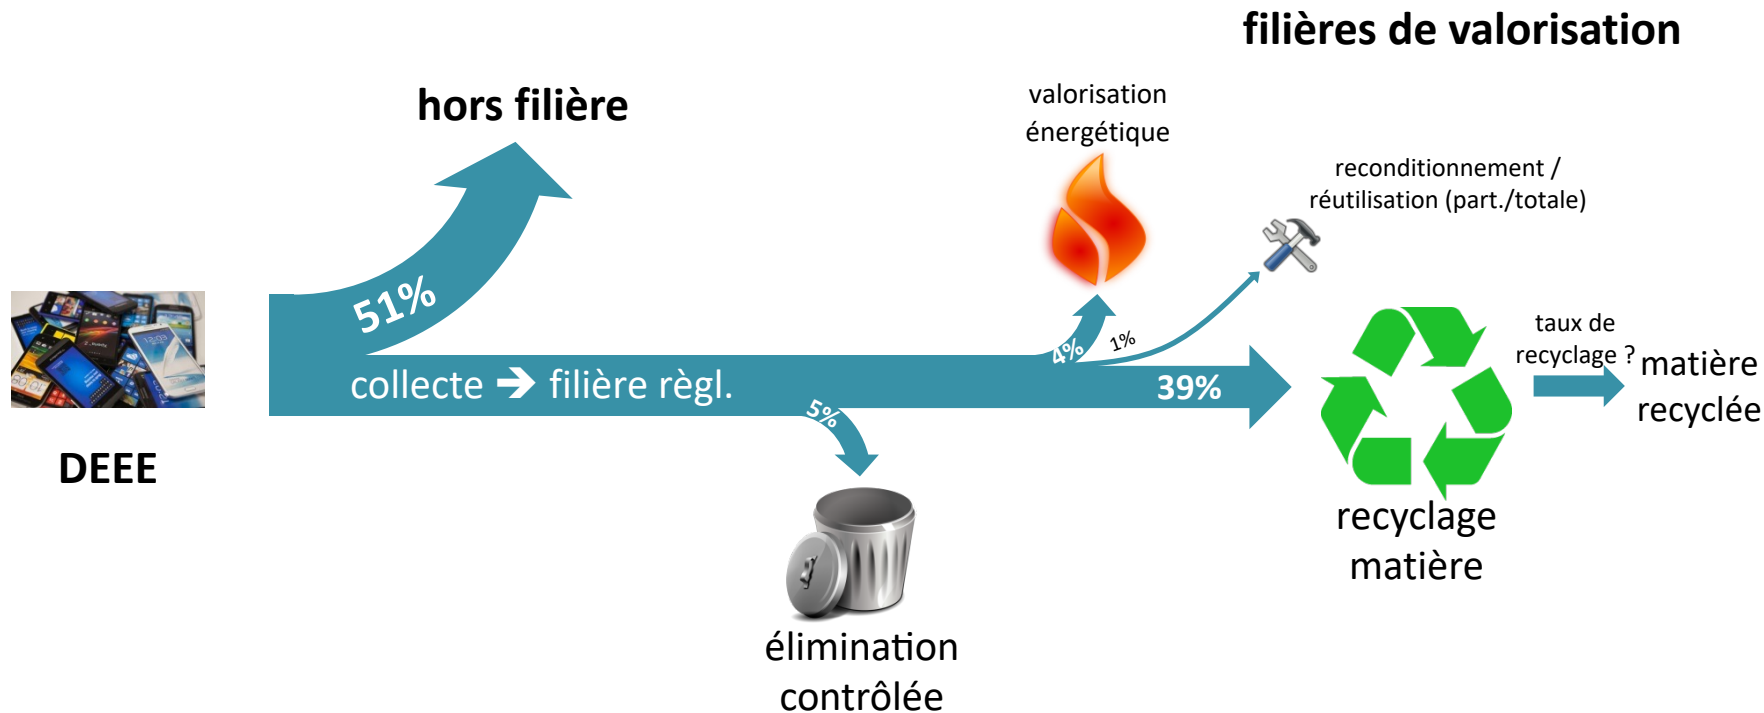 filières de valorisation
hors filière
valorisation
énergétique
reconditionnement /
réutilisation (part./totale)
51%
4%
1%
collecte ➔ filière règl.
39%
5%
taux de
recyclage ?
matière
recyclée
DEEE
recyclage
matière
élimination
contrôlée